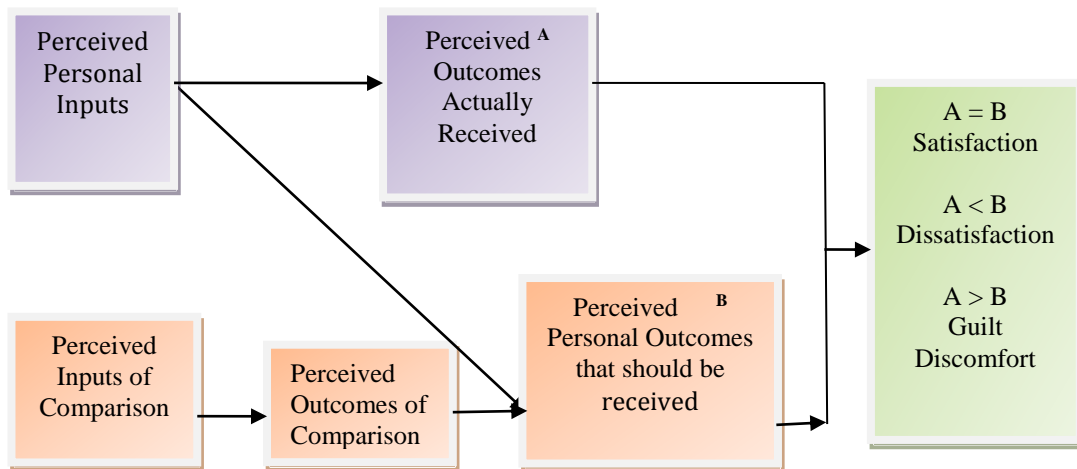 Perceived
Personal
Inputs
Perceived A
Outcomes
Actually
Received
A = B
Satisfaction
A < B
Dissatisfaction
A > B
Guilt
Discomfort
Perceived B
Personal Outcomes
that should be
received
Perceived
Inputs of
Comparison
Perceived
Outcomes of
Comparison